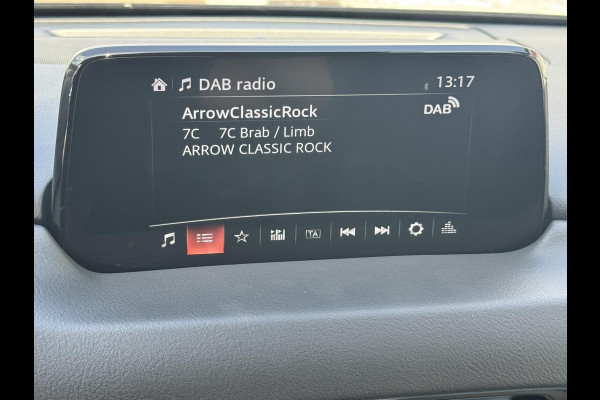 DAB radio 13:17
ArrowClassicRock DAB
7C 7C Brab / Limb
ARROW CLASSIC ROCK
TA